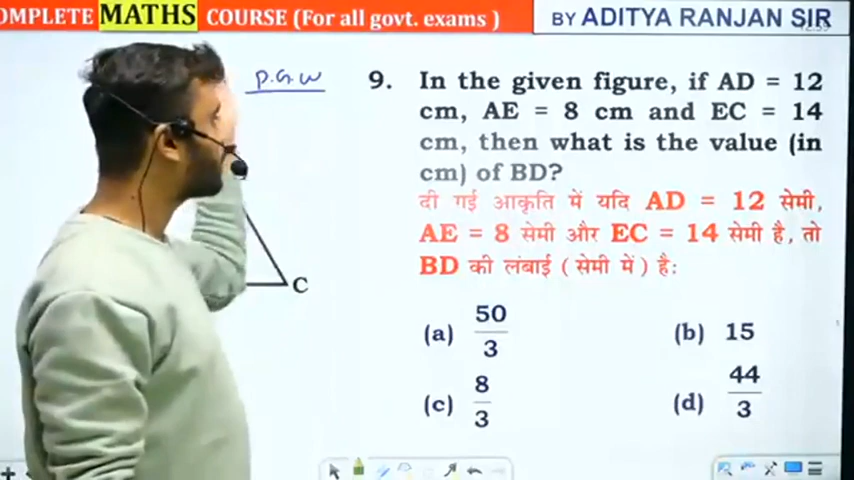 OMPLETE MATHS COURSE (For all govt. exams )
BY ADITYA RANJAN SIR
P.G.W
9. In the given figure, if AD = 12
cm, AE = 8 cm and EC = 14
cm, then what is the value (in
cm) of BD?
दी गई आकृति में यदि AD = 12 सेमी,
AE = 8 सेमी और EC = 14 सेमी है, तो
BD की लंबाई (सेमी में) है:
C
(a) 50/3
(b) 15
(c) 8/3
(d) 44/3